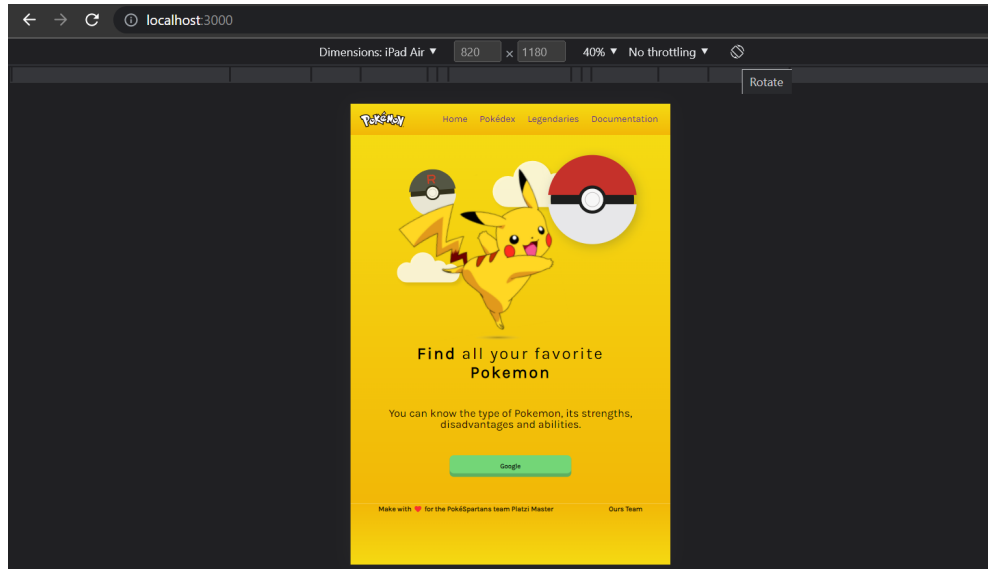 localhost:3000
Dimensions: iPad Air ▼ 820 × 1180 40% ▼ No throttling ▼
Rotate
POKéMON Home Pokédex Legendaries Documentation
R
Find all your favorite
Pokemon
You can know the type of Pokemon, its strengths,
disadvantages and abilities.
Google
Make with ❤️ for the PokéSpartans team Platzi Master Ours Team